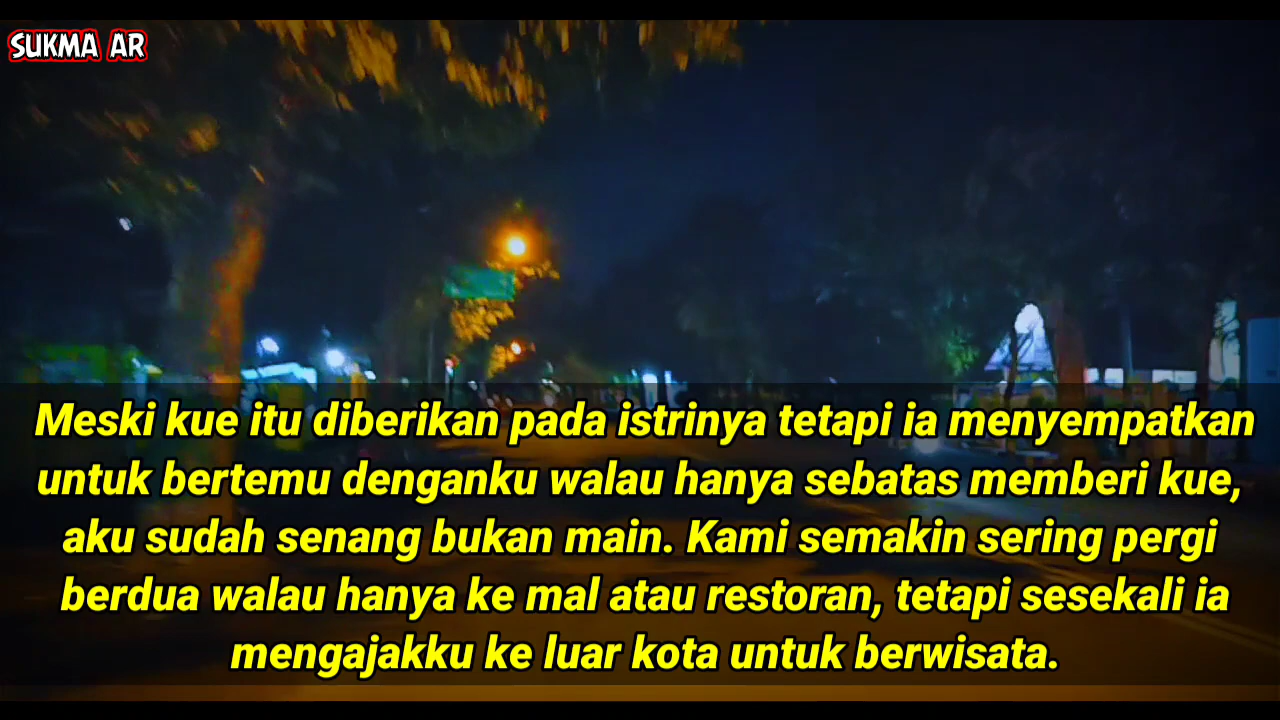 SUKMA AR
Meski kue itu diberikan pada istrinya tetapi ia menyempatkan
untuk bertemu denganku walau hanya sebatas memberi kue,
aku sudah senang bukan main. Kami semakin sering pergi
berdua walau hanya ke mal atau restoran, tetapi sesekali ia
mengajakku ke luar kota untuk berwisata.